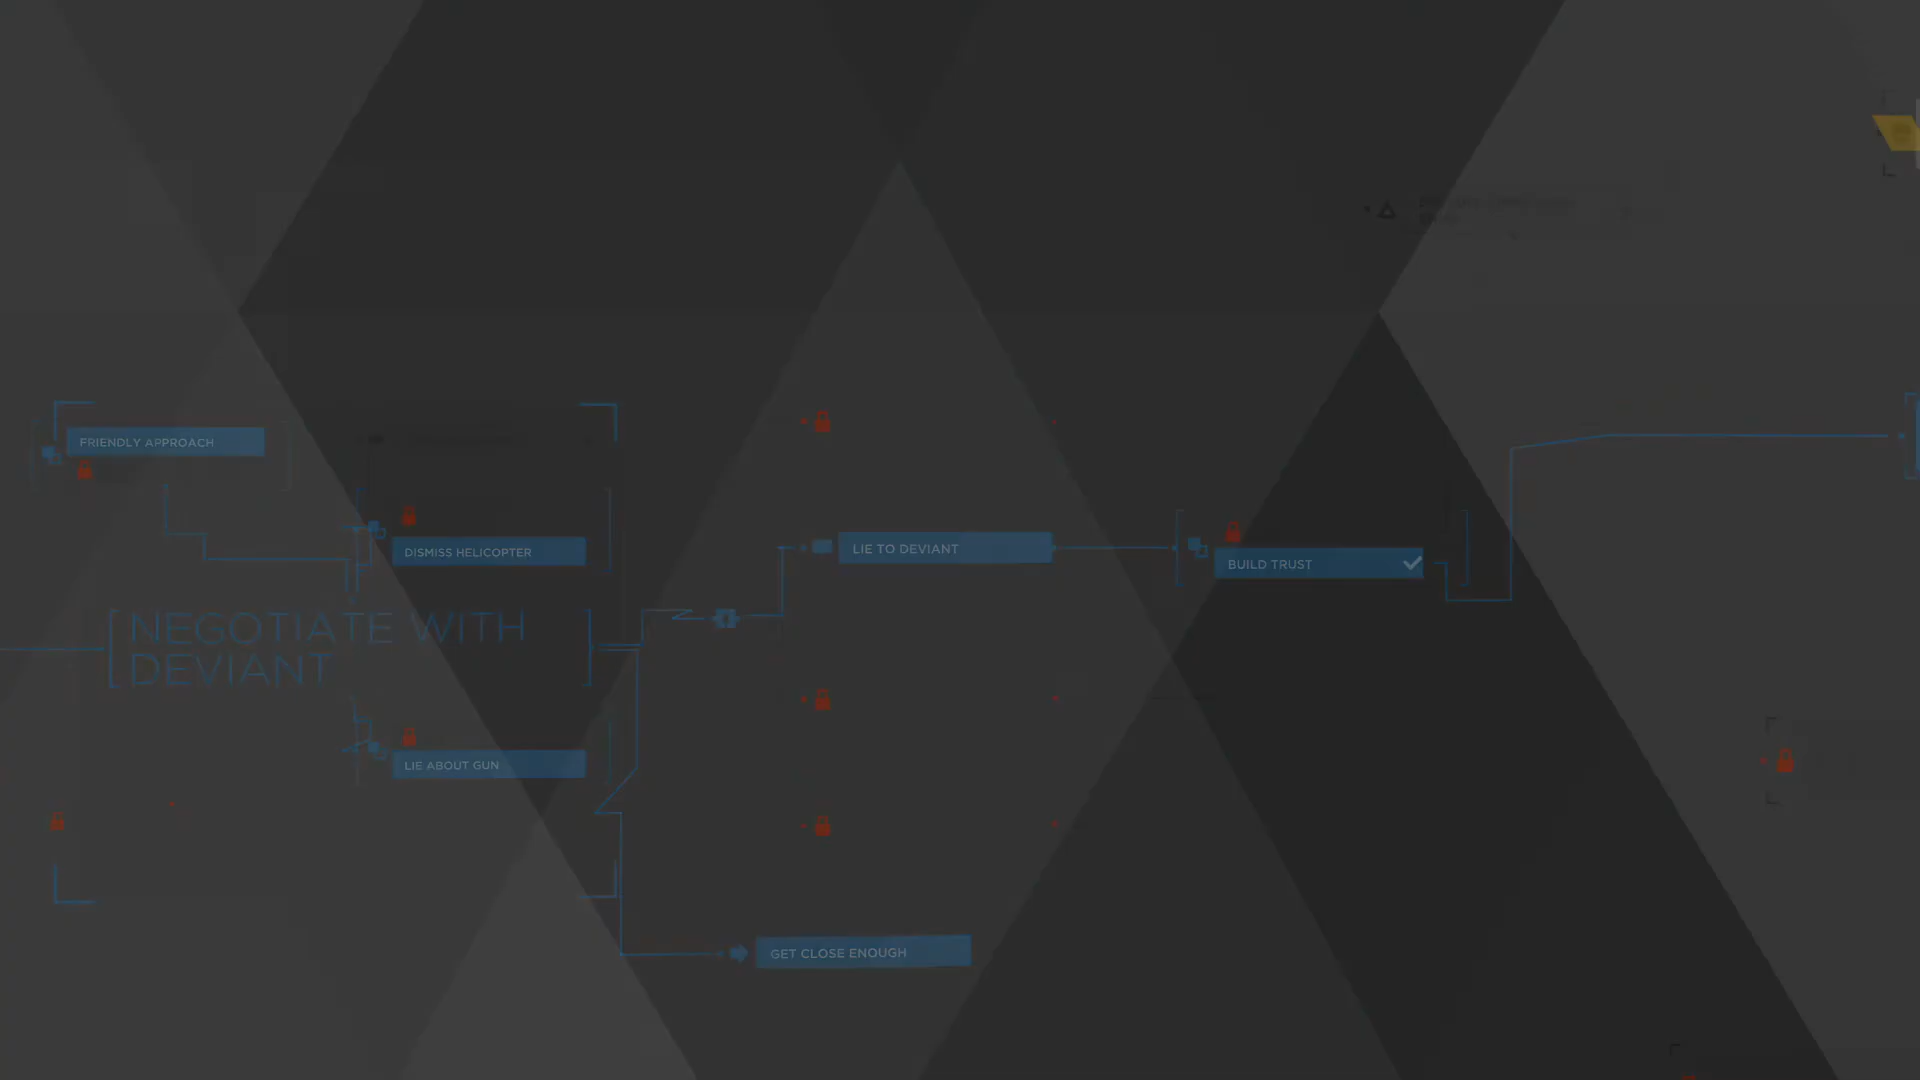 FRIENDLY APPROACH
DISMISS HELICOPTER
LIE TO DEVIANT
BUILD TRUST
NEGOTIATE WITH
DEVIANT
LIE ABOUT GUN
GET CLOSE ENOUGH